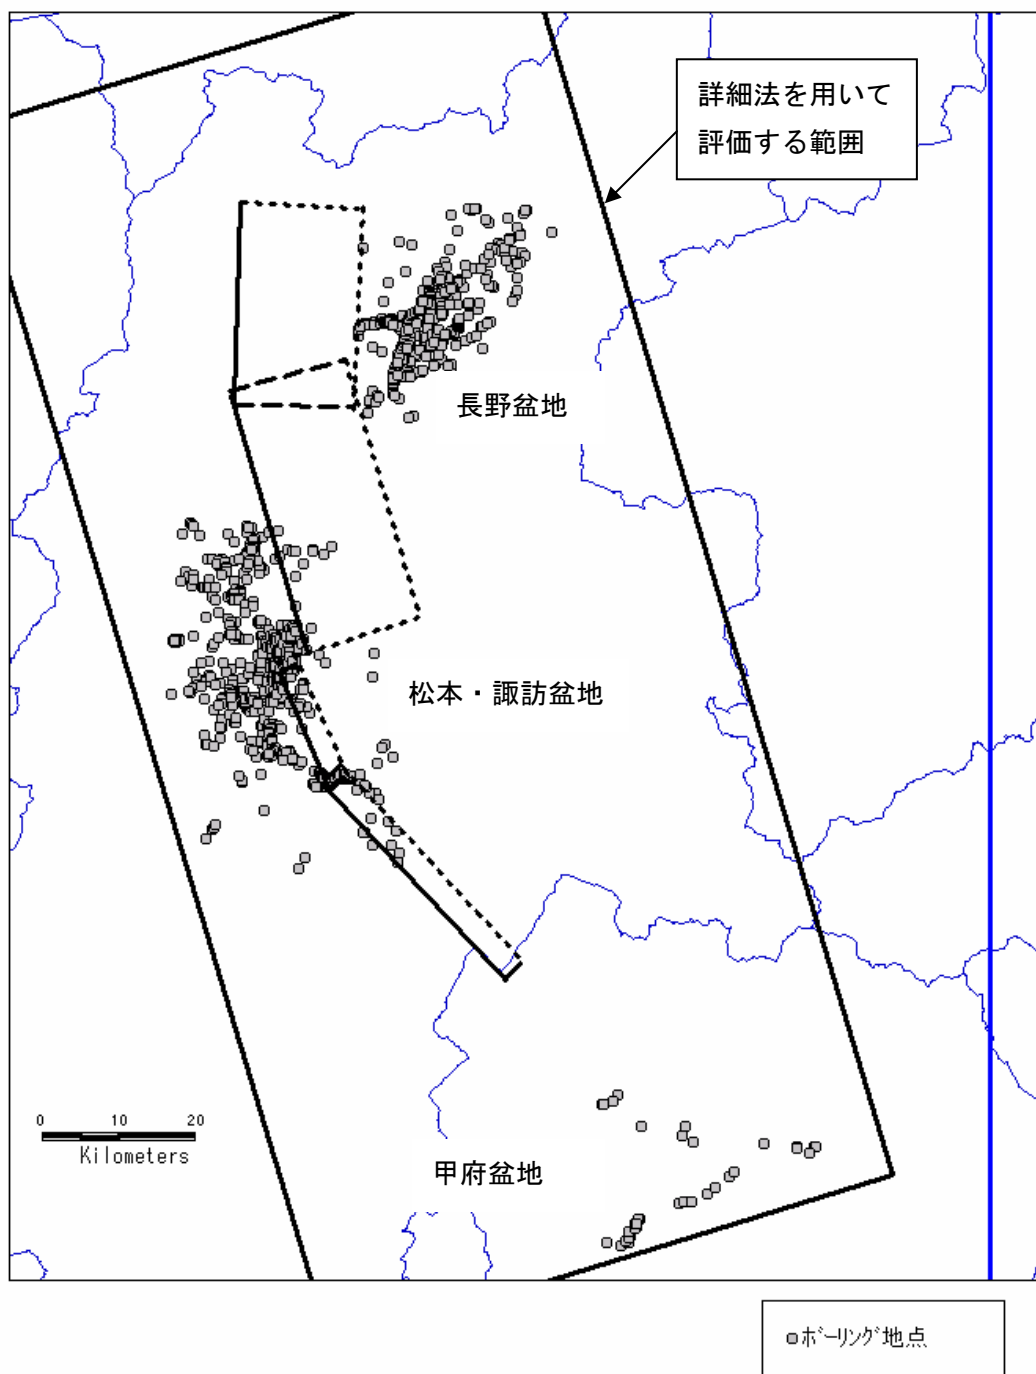 詳細法を用いて
評価する範囲
長野盆地
松本・諏訪盆地
0 10 20
Kilometers
甲府盆地
ﾎﾞｰﾘﾝｸﾞ地点